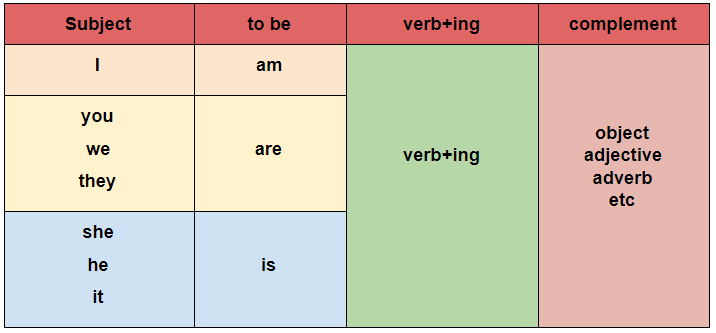 Subject to be verb+ing complement
I am
you
we are
they
verb+ing
object
adjective
adverb
etc
she
he is
it